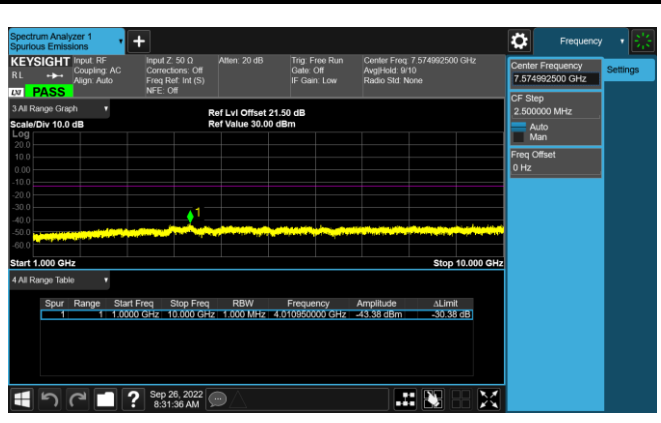 Spectrum Analyzer 1
Spurious Emissions
Frequency
KEYSIGHT Input: RF Input Z: 50 Ω Atten: 20 dB Trig: Free Run Center Freq: 7.574992500 GHz
R L Coupling: AC Corrections: Off Gate: Off Avg|Hold: 9/10
Align: Auto Freq Ref: Int (S) IF Gain: Low Radio Std: None
LXI PASS NFE: Off
Center Frequency
7.574992500 GHz
Settings
CF Step
2.500000 MHz
Auto
Man
Freq Offset
0 Hz
3 All Range Graph
Ref Lvl Offset 21.50 dB
Scale/Div 10.0 dB Ref Value 30.00 dBm
Log
20.0
10.0
0.00
-10.0
-20.0
-30.0
-40.0
1
-50.0
-60.0
Start 1.000 GHz Stop 10.000 GHz
4 All Range Table
Spur Range Start Freq Stop Freq RBW Frequency Amplitude ΔLimit
1 1 1.0000 GHz 10.000 GHz 1.000 MHz 4.010950000 GHz -43.38 dBm -30.38 dB
? Sep 26, 2022
8:31:36 AM